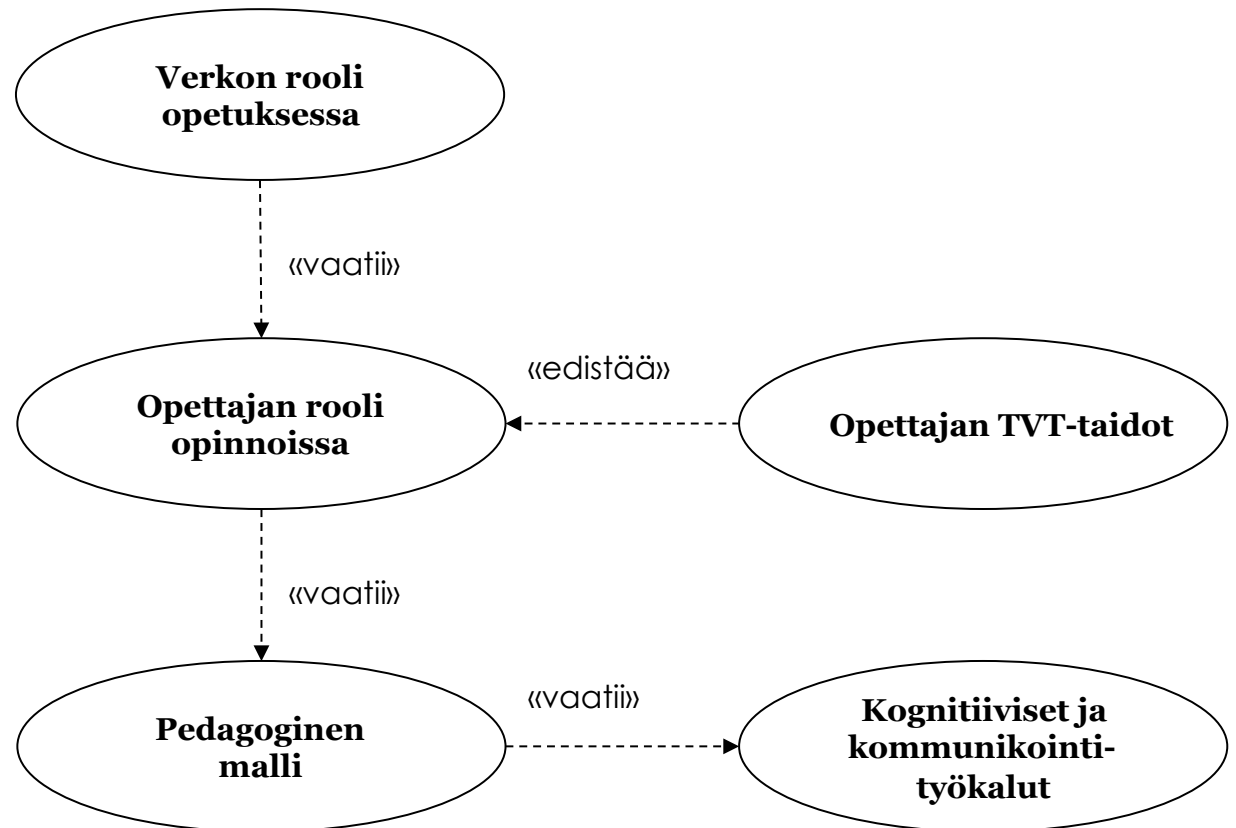 Verkon rooli
opetuksessa
«vaatii»
«edistää»
Opettajan rooli
opinnoissa
Opettajan TVT-taidot
«vaatii»
«vaatii»
Pedagoginen
malli
Kognitiiviset ja
kommunikointi-
työkalut